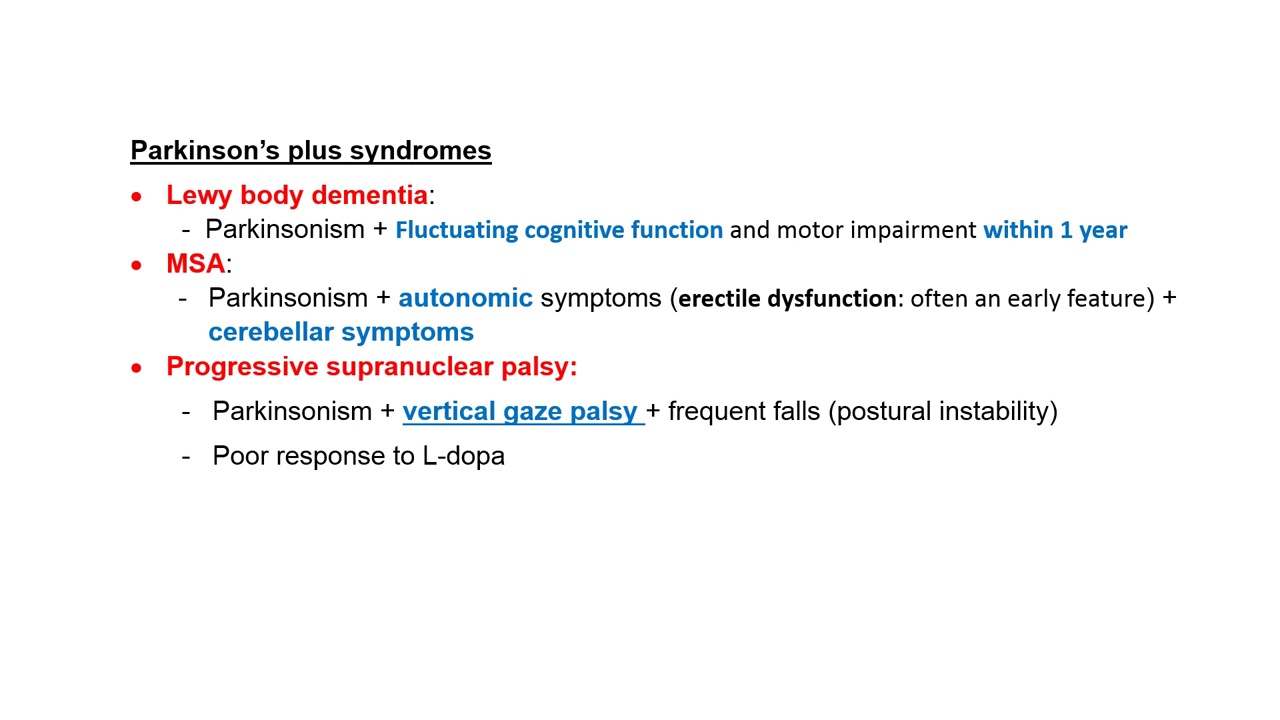 Parkinson’s plus syndromes
• Lewy body dementia:
- Parkinsonism + Fluctuating cognitive function and motor impairment within 1 year
• MSA:
- Parkinsonism + autonomic symptoms (erectile dysfunction: often an early feature) +
cerebellar symptoms
• Progressive supranuclear palsy:
- Parkinsonism + vertical gaze palsy + frequent falls (postural instability)
- Poor response to L-dopa